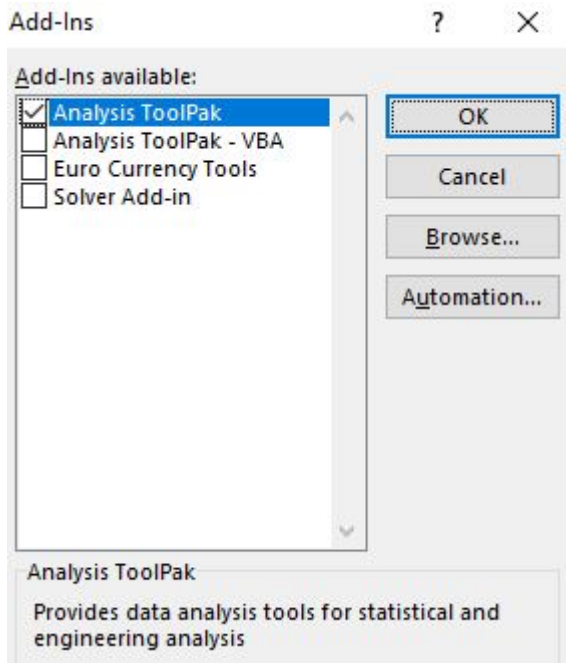 Add-Ins ? ×
Add-Ins available:
Analysis ToolPak
Analysis ToolPak - VBA
Euro Currency Tools
Solver Add-in
OK
Cancel
Browse...
Automation...
Analysis ToolPak
Provides data analysis tools for statistical and
engineering analysis